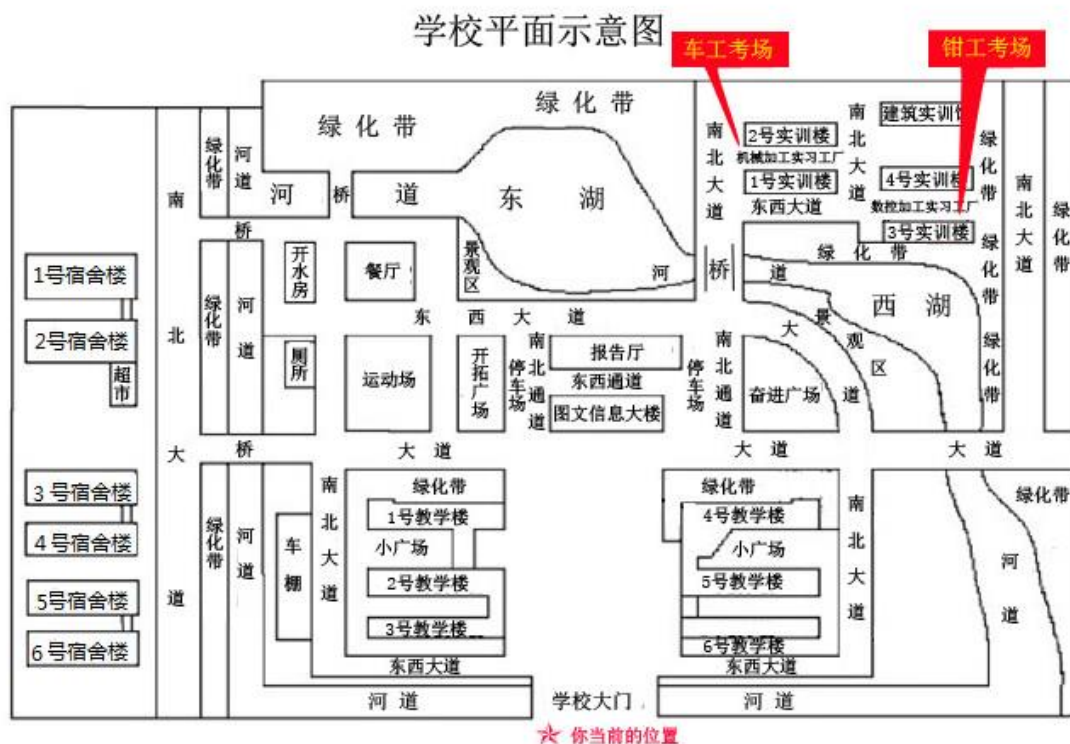 学校平面示意图
车工考场
钳工考场
绿化带
绿化带
南北大道
2号实训楼
机械加工实习工厂
1号实训楼
东西大道
南北大道
建筑实训
4号实训楼
数控加工实习工厂
3号实训楼
绿化带
南北大道
绿化带
南北大道
绿化带
河道
河
桥
道
东湖
桥
1号宿舍楼
2号宿舍楼
超市
3号宿舍楼
4号宿舍楼
5号宿舍楼
6号宿舍楼
绿化带
河道
开水房
餐厅
景观区
河
桥
道
绿化带
西湖
绿化带
绿化带
东西大道
大道
景观区
厕所
运动场
开拓广场
停车场
南北通道
报告厅
东西通道
图文信息大楼
停车场
南北通道
奋进广场
桥
大道
大道
大道
绿化带
河道
车棚
南北大道
绿化带
1号教学楼
小广场
2号教学楼
3号教学楼
东西大道
绿化带
4号教学楼
小广场
5号教学楼
6号教学楼
东西大道
南北大道
绿化带
河道
河道
学校大门
河道
你当前的位置